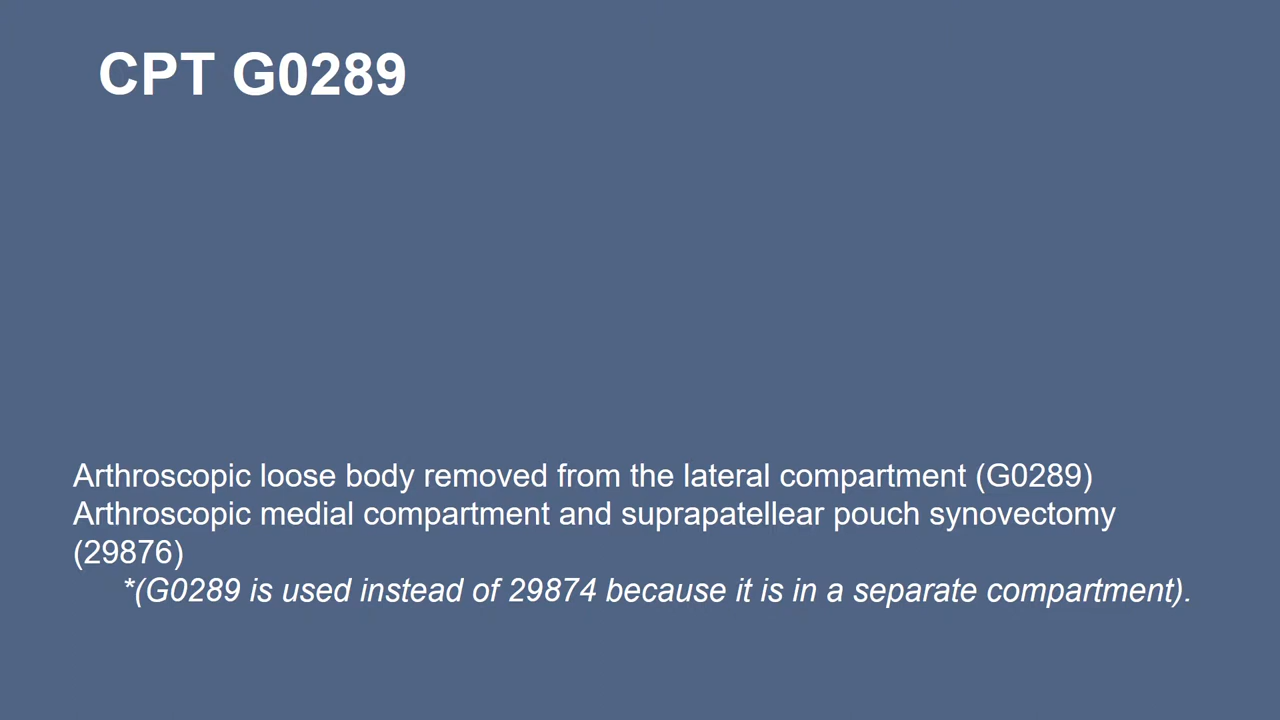 CPT G0289
Arthroscopic loose body removed from the lateral compartment (G0289)
Arthroscopic medial compartment and suprapatellear pouch synovectomy
(29876)
*(G0289 is used instead of 29874 because it is in a separate compartment).